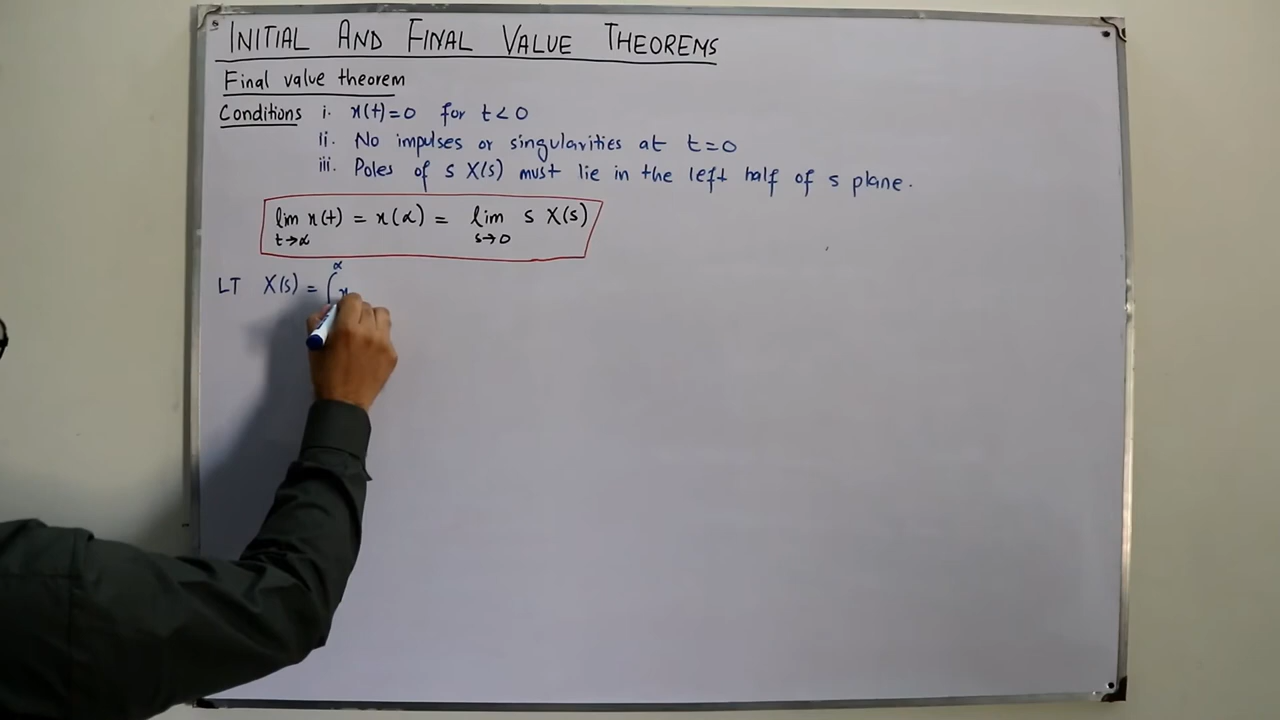 INITIAL AND FINAL VALUE THEOREMS
Final value theorem
Conditions i. x(t)=0 for t<0
ii. No impulses or singularities at t=0
iii. Poles of s X(s) must lie in the left half of s plane.
lim x(t) = x(∝) = lim s X(s)
t→∝ s→0
LT X(s) = ∫^∝ x